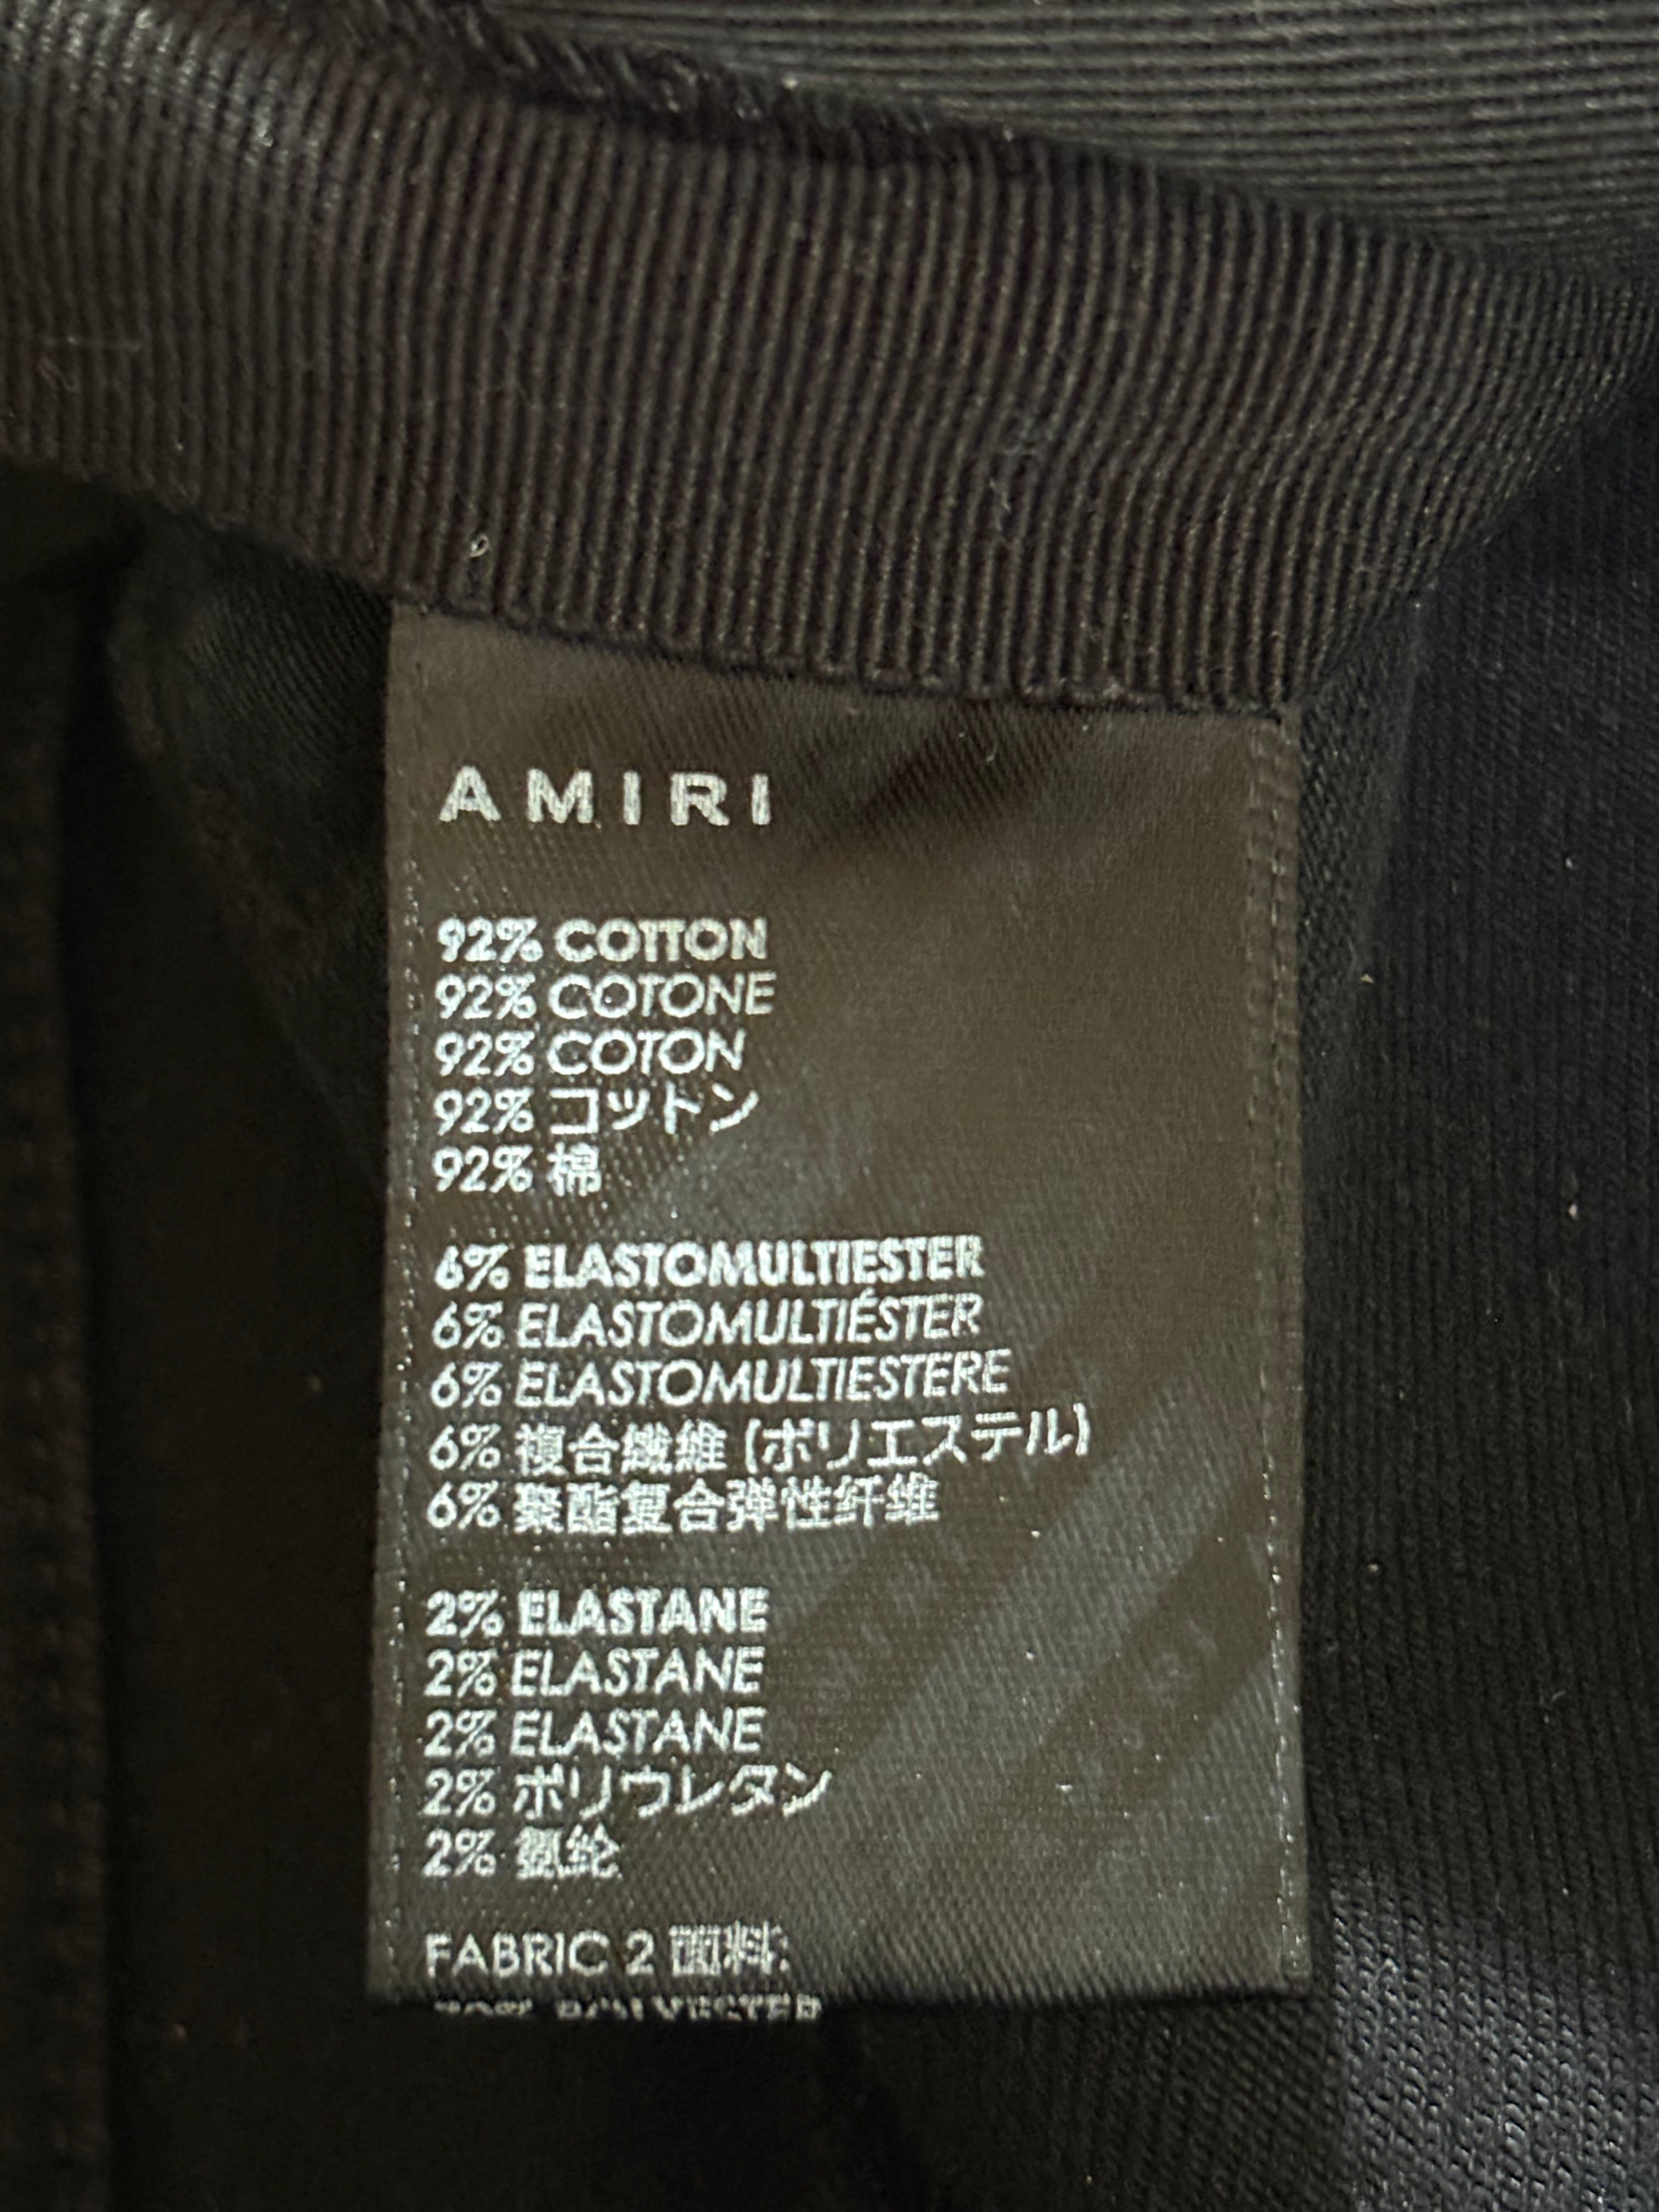 AMIRI
92% COTTON
92% COTONE
92% COTON
92% コットン
92% 棉
6% ELASTOMULTIESTER
6% ELASTOMULTIÉSTER
6% ELASTOMULTIESTERE
6% 複合繊維 (ポリエステル)
6% 聚酯复合弹性纤维
2% ELASTANE
2% ELASTANE
2% ELASTANE
2% ポリウレタン
2% 氨纶
FABRIC 2 面料:
POLYESTER